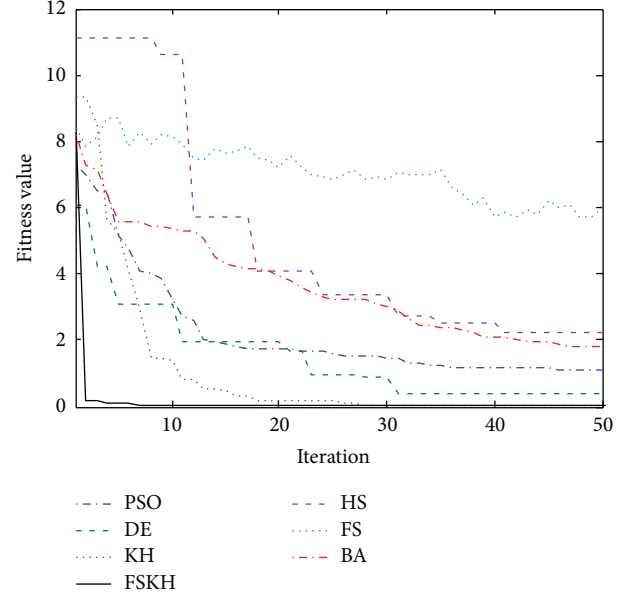 12
10
8
6
4
2
0
Fitness value
10
20
30
40
50
Iteration
PSO
DE
KH
FSKH
HS
FS
BA